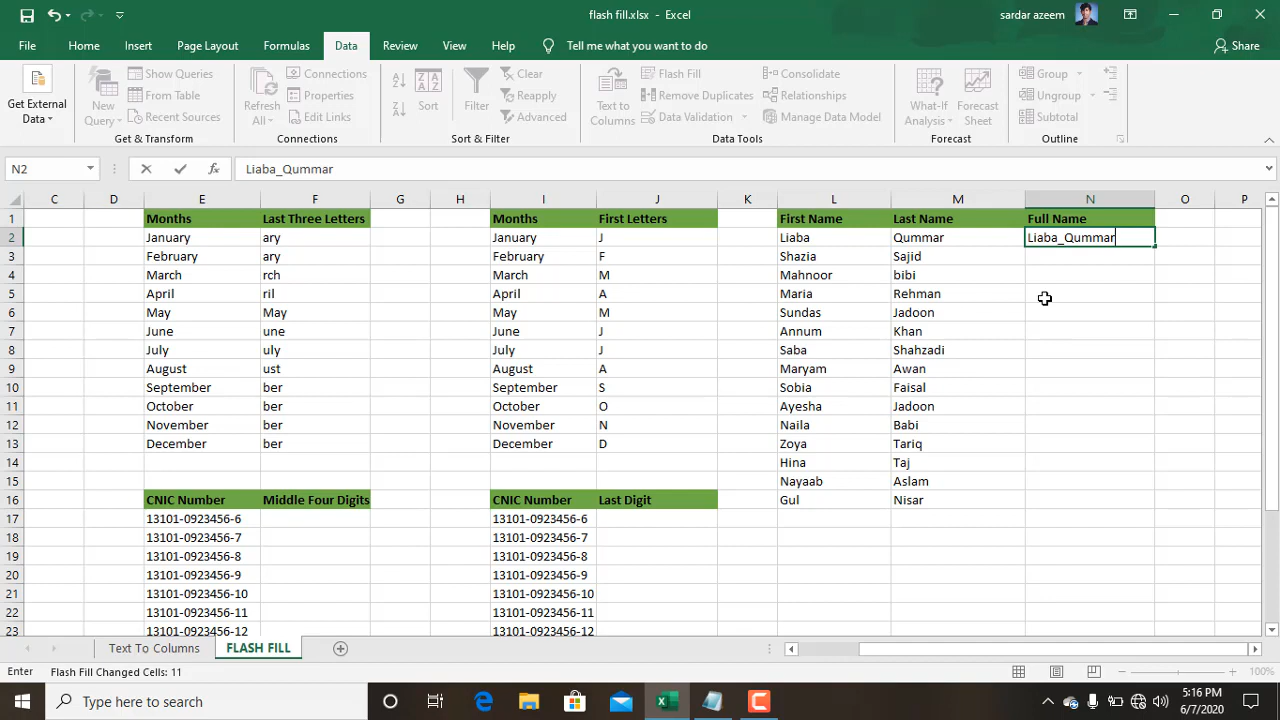 flash fill.xlsx - Excel
sardar azeem
File Home Insert Page Layout Formulas Data Review View Help Tell me what you want to do Share
Get External Data
New Query
Show Queries
From Table
Recent Sources
Get & Transform
Refresh All
Connections
Properties
Edit Links
Connections
Sort
Filter
Clear
Reapply
Advanced
Sort & Filter
Text to Columns
Flash Fill
Remove Duplicates
Data Validation
Consolidate
Relationships
Manage Data Model
Data Tools
What-If Analysis
Forecast Sheet
Forecast
Group
Ungroup
Subtotal
Outline
N2 fx Liaba_Qummar
C D E F G H I J K L M N O P
1 Months Last Three Letters Months First Letters First Name Last Name Full Name
2 January ary January J Liaba Qummar Liaba_Qummar
3 February ary February F Shazia Sajid
4 March rch March M Mahnoor bibi
5 April ril April A Maria Rehman
6 May May May M Sundas Jadoon
7 June une June J Annum Khan
8 July uly July J Saba Shahzadi
9 August ust August A Maryam Awan
10 September ber September S Sobia Faisal
11 October ber October O Ayesha Jadoon
12 November ber November N Naila Babi
13 December ber December D Zoya Tariq
14 Hina Taj
15 Nayaab Aslam
16 CNIC Number Middle Four Digits CNIC Number Last Digit Gul Nisar
17 13101-0923456-6 13101-0923456-6
18 13101-0923456-7 13101-0923456-7
19 13101-0923456-8 13101-0923456-8
20 13101-0923456-9 13101-0923456-9
21 13101-0923456-10 13101-0923456-10
22 13101-0923456-11 13101-0923456-11
23 13101-0923456-12 13101-0923456-12
Text To Columns FLASH FILL
Enter Flash Fill Changed Cells: 11 100%
Type here to search
5:16 PM
6/7/2020